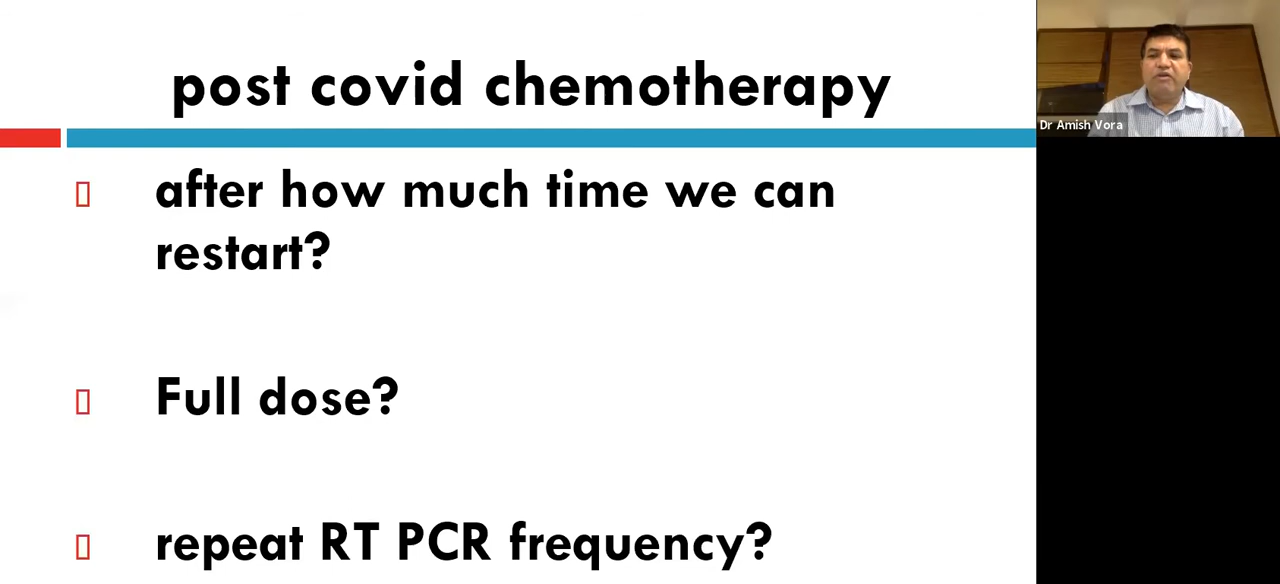 post covid chemotherapy
Dr Amish Vora
after how much time we can
restart?
Full dose?
repeat RT PCR frequency?